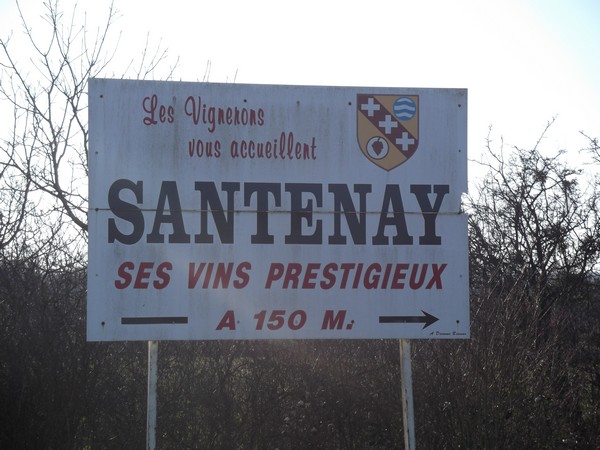 Les Vignerons
vous accueillent
SANTENAY
SES VINS PRESTIGIEUX
A 150 M.